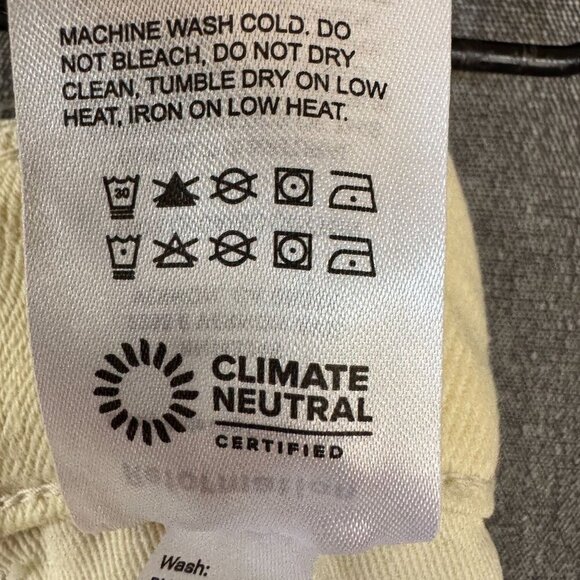 MACHINE WASH COLD. DO
NOT BLEACH, DO NOT DRY
CLEAN, TUMBLE DRY ON LOW
HEAT, IRON ON LOW HEAT.
30
CLIMATE
NEUTRAL
CERTIFIED
Reformation
Wash: